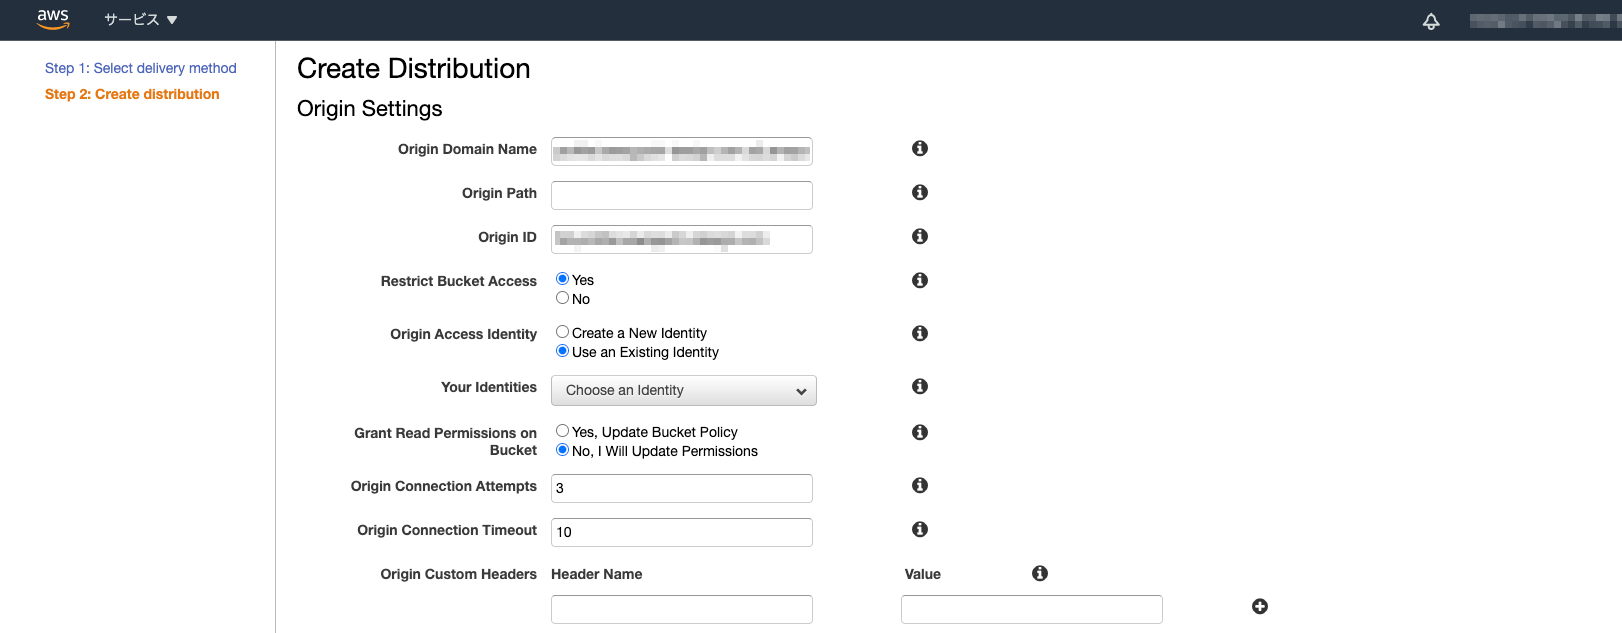 aws
サービス
Step 1: Select delivery method
Step 2: Create distribution
Create Distribution
Origin Settings
Origin Domain Name
Origin Path
Origin ID
Restrict Bucket Access
Yes
No
Origin Access Identity
Create a New Identity
Use an Existing Identity
Your Identities
Choose an Identity
Grant Read Permissions on
Bucket
Yes, Update Bucket Policy
No, I Will Update Permissions
Origin Connection Attempts
3
Origin Connection Timeout
10
Origin Custom Headers
Header Name
Value